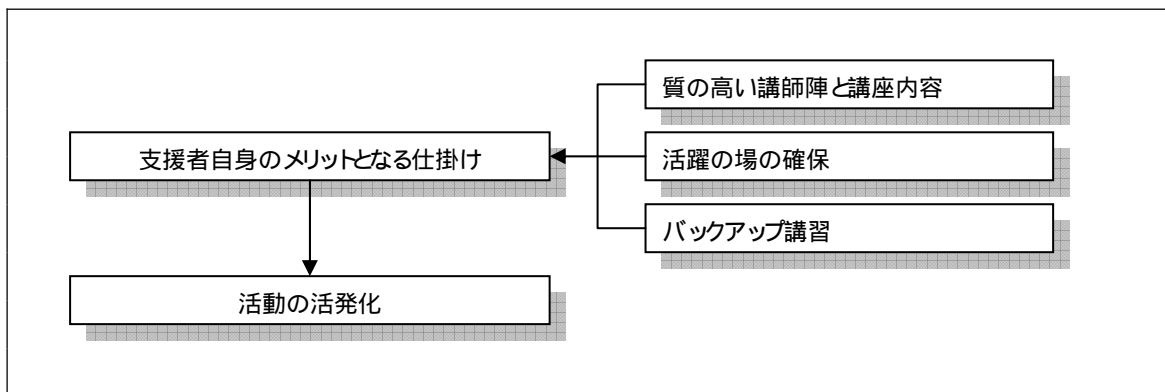 質の高い講師陣と講座内容
支援者自身のメリットとなる仕掛け
活躍の場の確保
バックアップ講習
活動の活発化